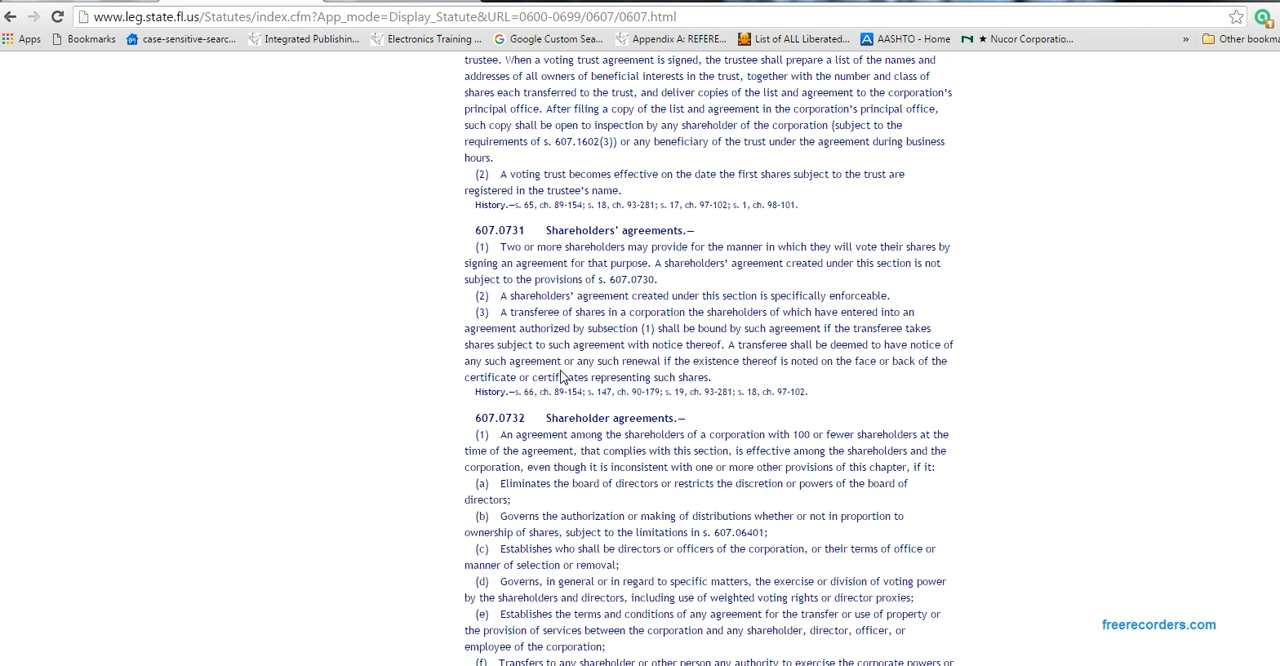 www.leg.state.fl.us/Statutes/index.cfm?App_mode=Display_Statute&URL=0600-0699/0607/0607.html
Apps Bookmarks case-sensitive-searc... Integrated Publishin... Electronics Training ... Google Custom Sea... Appendix A: REFERE... List of ALL Liberated... AASHTO - Home ★ Nucor Corporatio... » Other bookma
trustee. When a voting trust agreement is signed, the trustee shall prepare a list of the names and
addresses of all owners of beneficial interests in the trust, together with the number and class of
shares each transferred to the trust, and deliver copies of the list and agreement to the corporation’s
principal office. After filing a copy of the list and agreement in the corporation’s principal office,
such copy shall be open to inspection by any shareholder of the corporation (subject to the
requirements of s. 607.1602(3)) or any beneficiary of the trust under the agreement during business
hours.
(2) A voting trust becomes effective on the date the first shares subject to the trust are
registered in the trustee’s name.
History.—s. 65, ch. 89-154; s. 18, ch. 93-281; s. 17, ch. 97-102; s. 1, ch. 98-101.
607.0731 Shareholders’ agreements.—
(1) Two or more shareholders may provide for the manner in which they will vote their shares by
signing an agreement for that purpose. A shareholders’ agreement created under this section is not
subject to the provisions of s. 607.0730.
(2) A shareholders’ agreement created under this section is specifically enforceable.
(3) A transferee of shares in a corporation the shareholders of which have entered into an
agreement authorized by subsection (1) shall be bound by such agreement if the transferee takes
shares subject to such agreement with notice thereof. A transferee shall be deemed to have notice of
any such agreement or any such renewal if the existence thereof is noted on the face or back of the
certificate or certificates representing such shares.
History.—s. 66, ch. 89-154; s. 147, ch. 90-179; s. 19, ch. 93-281; s. 18, ch. 97-102.
607.0732 Shareholder agreements.—
(1) An agreement among the shareholders of a corporation with 100 or fewer shareholders at the
time of the agreement, that complies with this section, is effective among the shareholders and the
corporation, even though it is inconsistent with one or more other provisions of this chapter, if it:
(a) Eliminates the board of directors or restricts the discretion or powers of the board of
directors;
(b) Governs the authorization or making of distributions whether or not in proportion to
ownership of shares, subject to the limitations in s. 607.06401;
(c) Establishes who shall be directors or officers of the corporation, or their terms of office or
manner of selection or removal;
(d) Governs, in general or in regard to specific matters, the exercise or division of voting power
by the shareholders and directors, including use of weighted voting rights or director proxies;
(e) Establishes the terms and conditions of any agreement for the transfer or use of property or
the provision of services between the corporation and any shareholder, director, officer, or
freerecorders.com
employee of the corporation;
(f) Transfers to any shareholder or other person any authority to exercise the corporate powers or